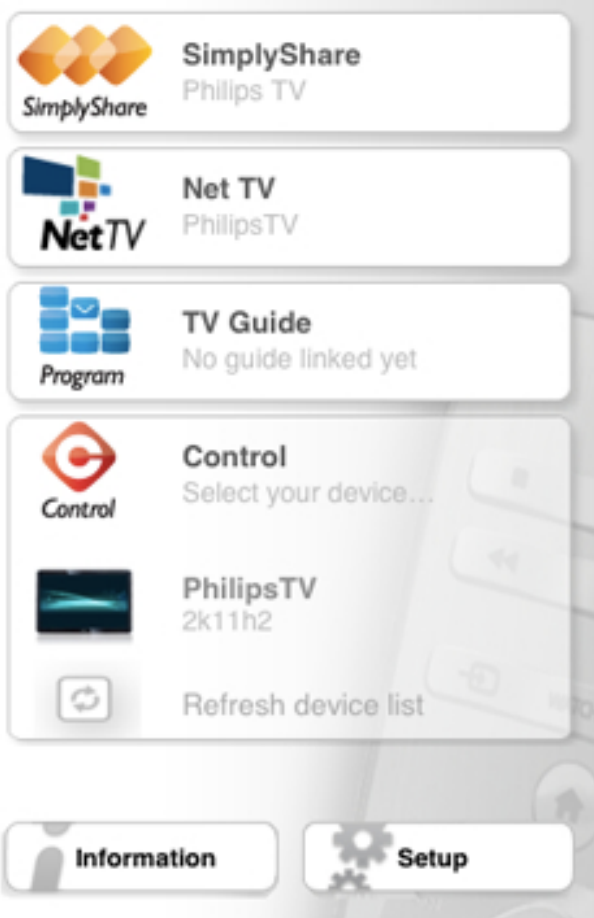 SimplyShare
SimplyShare
Philips TV
Net TV
NetTV
PhilipsTV
TV Guide
Program
No guide linked yet
Control
Control
Select your device...
PhilipsTV
2k11h2
Refresh device list
Information
Setup